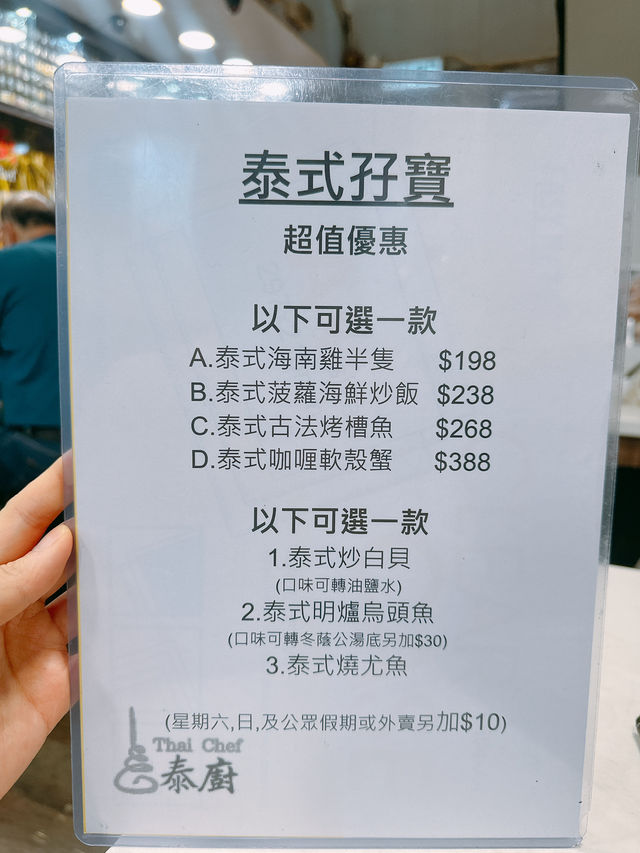 泰式孖寶
超值優惠
以下可選一款
A.泰式海南雞半隻 $198
B.泰式菠蘿海鮮炒飯 $238
C.泰式古法烤槽魚 $268
D.泰式咖喱軟殼蟹 $388
以下可選一款
1.泰式炒白貝
(口味可轉油鹽水)
2.泰式明爐烏頭魚
(口味可轉冬蔭公湯底另加$30)
3.泰式燒尤魚
(星期六,日,及公眾假期或外賣另加$10)
Thai Chef
泰廚